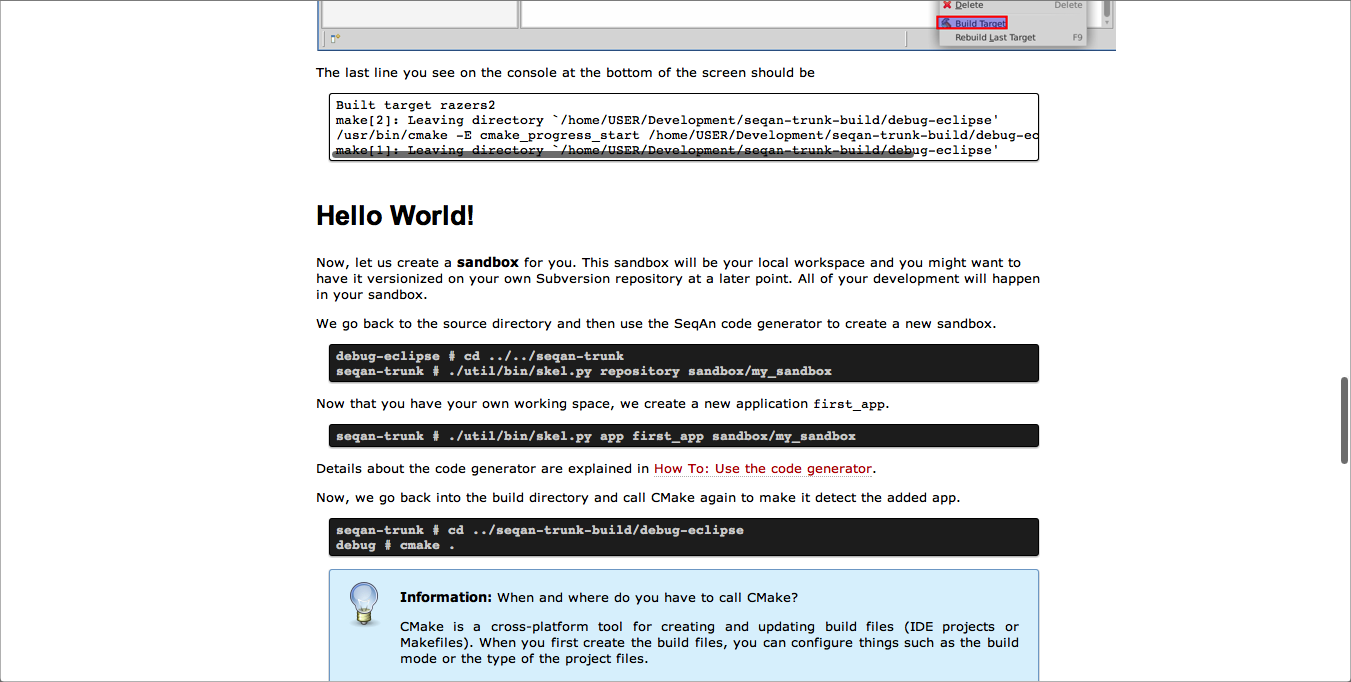 Delete Delete
Build Target
Rebuild Last Target F9
The last line you see on the console at the bottom of the screen should be
Built target razers2
make[2]: Leaving directory `/home/USER/Development/seqan-trunk-build/debug-eclipse'
/usr/bin/cmake -E cmake_progress_start /home/USER/Development/seqan-trunk-build/debug-ec
make[1]: Leaving directory `/home/USER/Development/seqan-trunk-build/debug-eclipse'
Hello World!
Now, let us create a sandbox for you. This sandbox will be your local workspace and you might want to
have it versionized on your own Subversion repository at a later point. All of your development will happen
in your sandbox.
We go back to the source directory and then use the SeqAn code generator to create a new sandbox.
debug-eclipse # cd ../../seqan-trunk
seqan-trunk # ./util/bin/skel.py repository sandbox/my_sandbox
Now that you have your own working space, we create a new application first_app.
seqan-trunk # ./util/bin/skel.py app first_app sandbox/my_sandbox
Details about the code generator are explained in How To: Use the code generator.
Now, we go back into the build directory and call CMake again to make it detect the added app.
seqan-trunk # cd ../seqan-trunk-build/debug-eclipse
debug # cmake .
Information: When and where do you have to call CMake?
CMake is a cross-platform tool for creating and updating build files (IDE projects or
Makefiles). When you first create the build files, you can configure things such as the build
mode or the type of the project files.